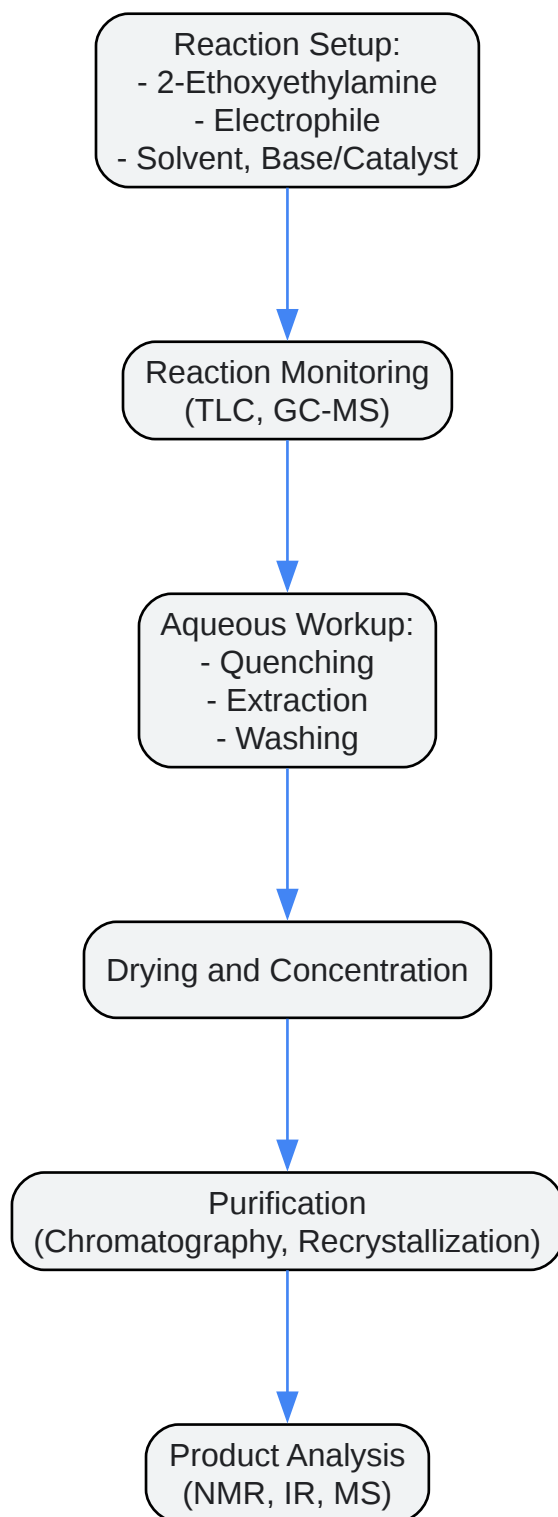 Reaction Setup:
- 2-Ethoxyethylamine
- Electrophile
- Solvent, Base/Catalyst
Reaction Monitoring
(TLC, GC-MS)
Aqueous Workup:
- Quenching
- Extraction
- Washing
Drying and Concentration
Purification
(Chromatography, Recrystallization)
Product Analysis
(NMR, IR, MS)